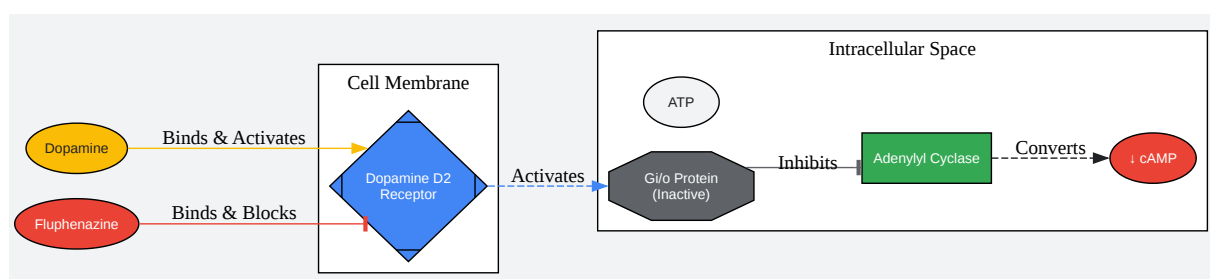 Cell Membrane
Intracellular Space
Dopamine
Binds & Activates
Fluphenazine
Binds & Blocks
Dopamine D2
Receptor
Activates
ATP
Gi/o Protein
(Inactive)
Inhibits
Adenylyl Cyclase
Converts
↓ cAMP